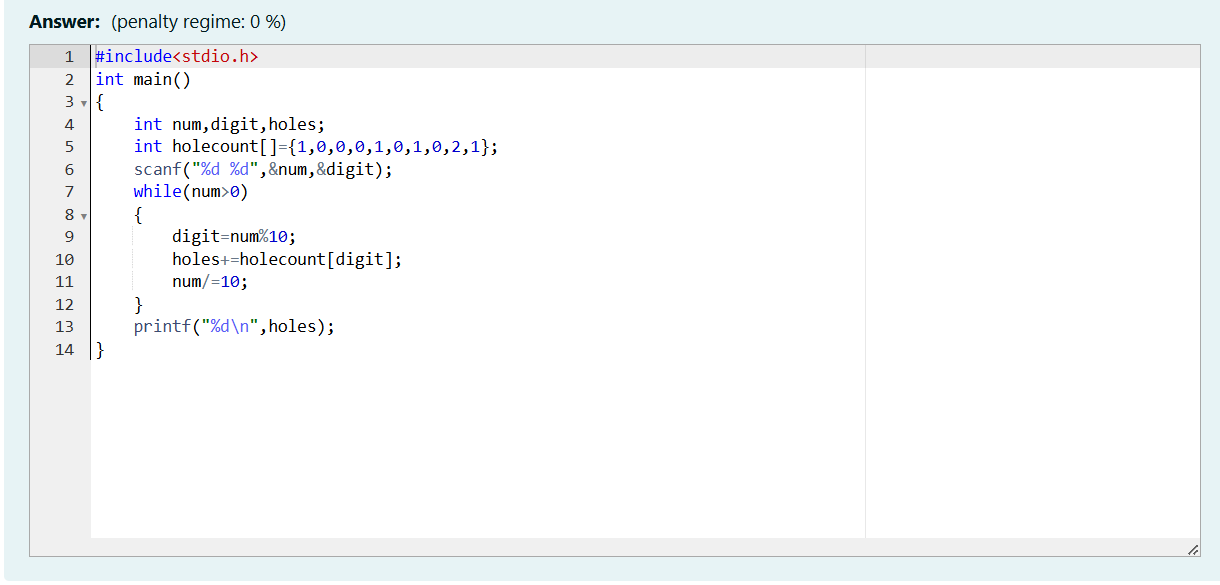 Answer: (penalty regime: 0 %)
1 #include<stdio.h>
2 int main()
3 {
4     int num,digit,holes;
5     int holecount[]={1,0,0,0,1,0,1,0,2,1};
6     scanf("%d %d",&num,&digit);
7     while(num>0)
8     {
9         digit=num%10;
10         holes+=holecount[digit];
11         num/=10;
12     }
13     printf("%d\n",holes);
14 }